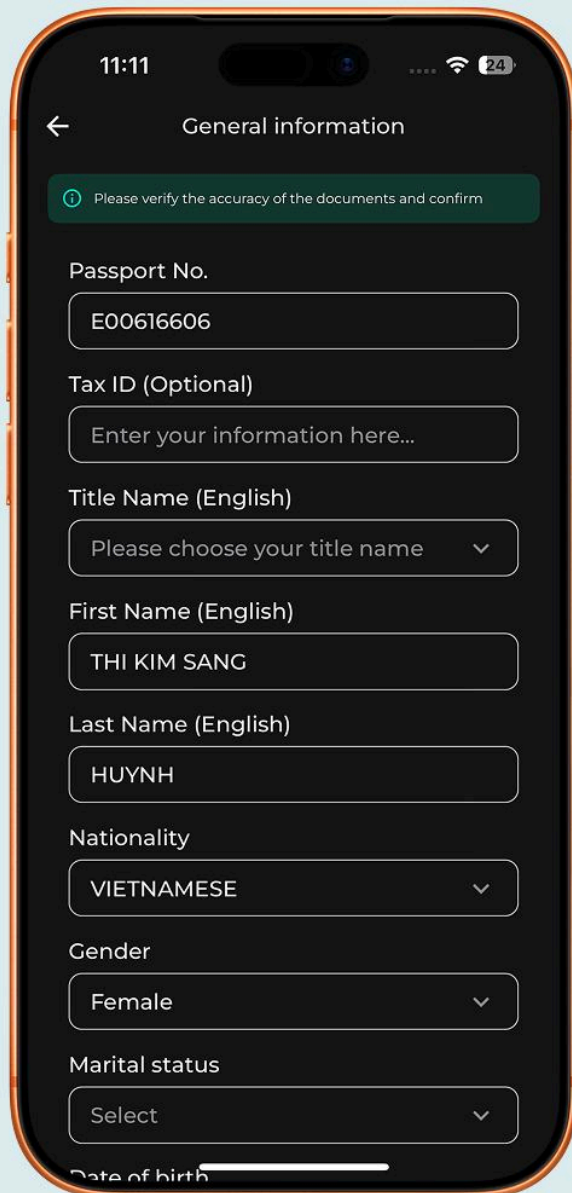 11:11
24
General information
Please verify the accuracy of the documents and confirm
Passport No.
E00616606
Tax ID (Optional)
Enter your information here...
Title Name (English)
Please choose your title name
First Name (English)
THI KIM SANG
Last Name (English)
HUYNH
Nationality
VIETNAMESE
Gender
Female
Marital status
Select
Date of birth